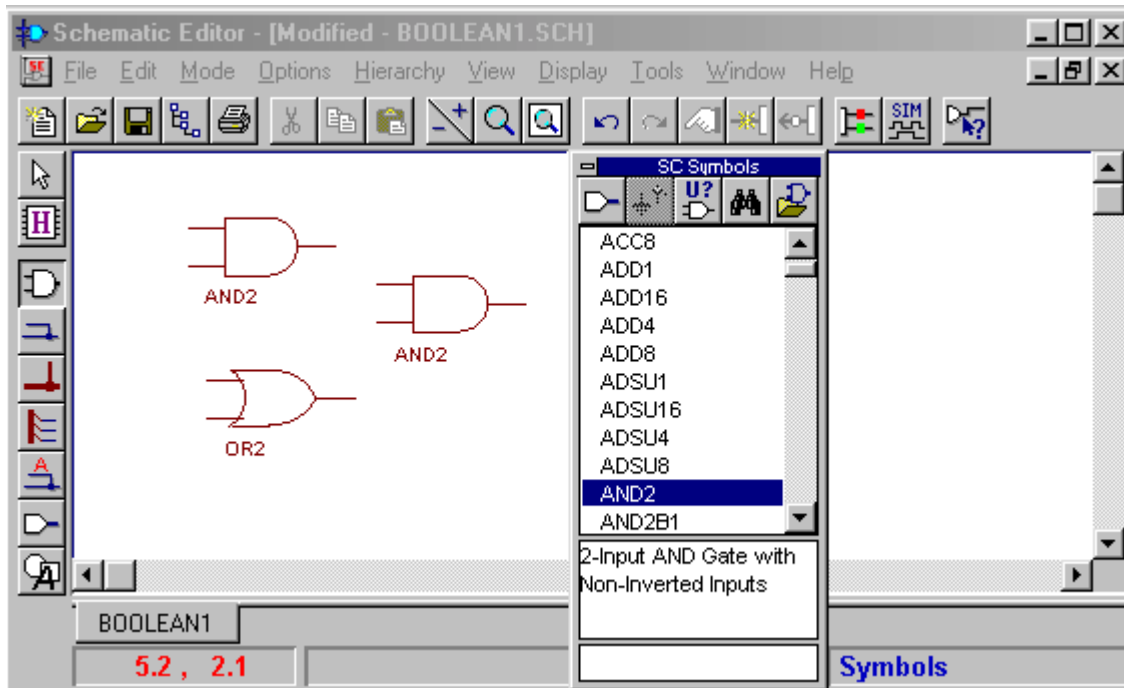 Schematic Editor - [Modified - BOOLEAN1.SCH]
File Edit Mode Options Hierarchy View Display Tools Window Help
SIM
SC Symbols
U?
H
AND2
AND2
OR2
A
A
ACC8
ADD1
ADD16
ADD4
ADD8
ADSU1
ADSU16
ADSU4
ADSU8
AND2
AND2B1
2-Input AND Gate with
Non-Inverted Inputs
BOOLEAN1
5.2 , 2.1
Symbols